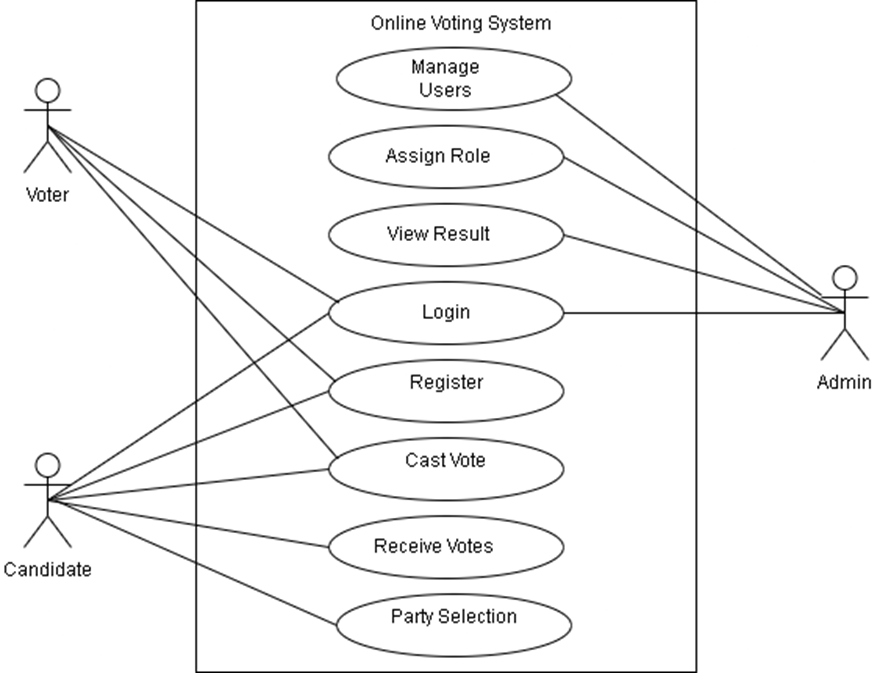 Online Voting System
Manage
Users
Assign Role
Voter
View Result
Login
Admin
Register
Cast Vote
Receive Votes
Candidate
Party Selection